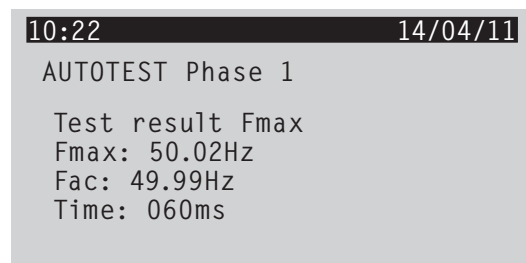 10:22 14/04/11
AUTOTEST Phase 1
Test result Fmax
Fmax: 50.02Hz
Fac: 49.99Hz
Time: 060ms